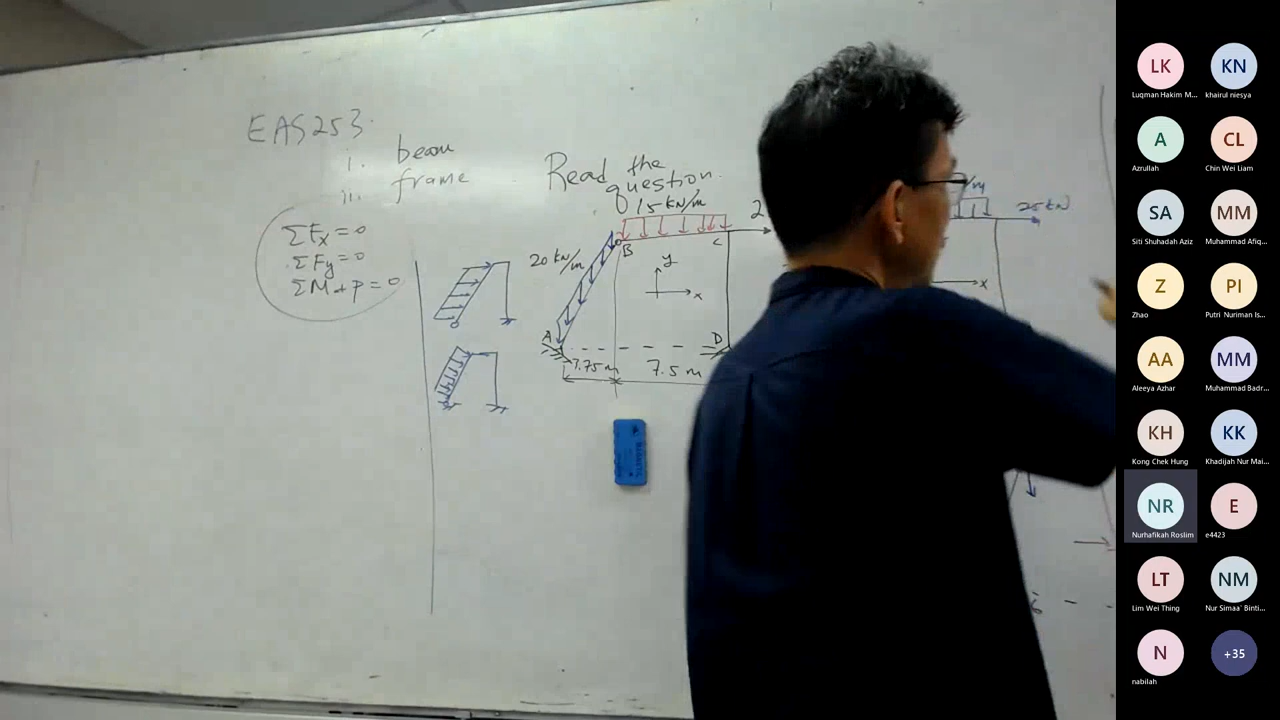 EAS253
i. beam
ii. frame
ΣFx = 0
ΣFy = 0
ΣM at p = 0
Read the
question.
15 kN/m
20 kN/m
B
C
2
y
x
A
D
7.5 m
/m
25 kN
x
LK
Luqman Hakim M...
KN
khairul niesya
A
Azrullah
CL
Chin Wei Liam
SA
Siti Shuhadah Aziz
MM
Muhammad Afiq...
Z
Zhao
PI
Putri Nuriman Is...
AA
Aleeya Azhar
MM
Muhammad Badr...
KH
Kong Chek Hung
KK
Khadijah Nur Mai...
NR
Nurhafikah Roslim
E
e4423
LT
Lim Wei Thing
NM
Nur Simaa` Binti...
N
nabilah
+35